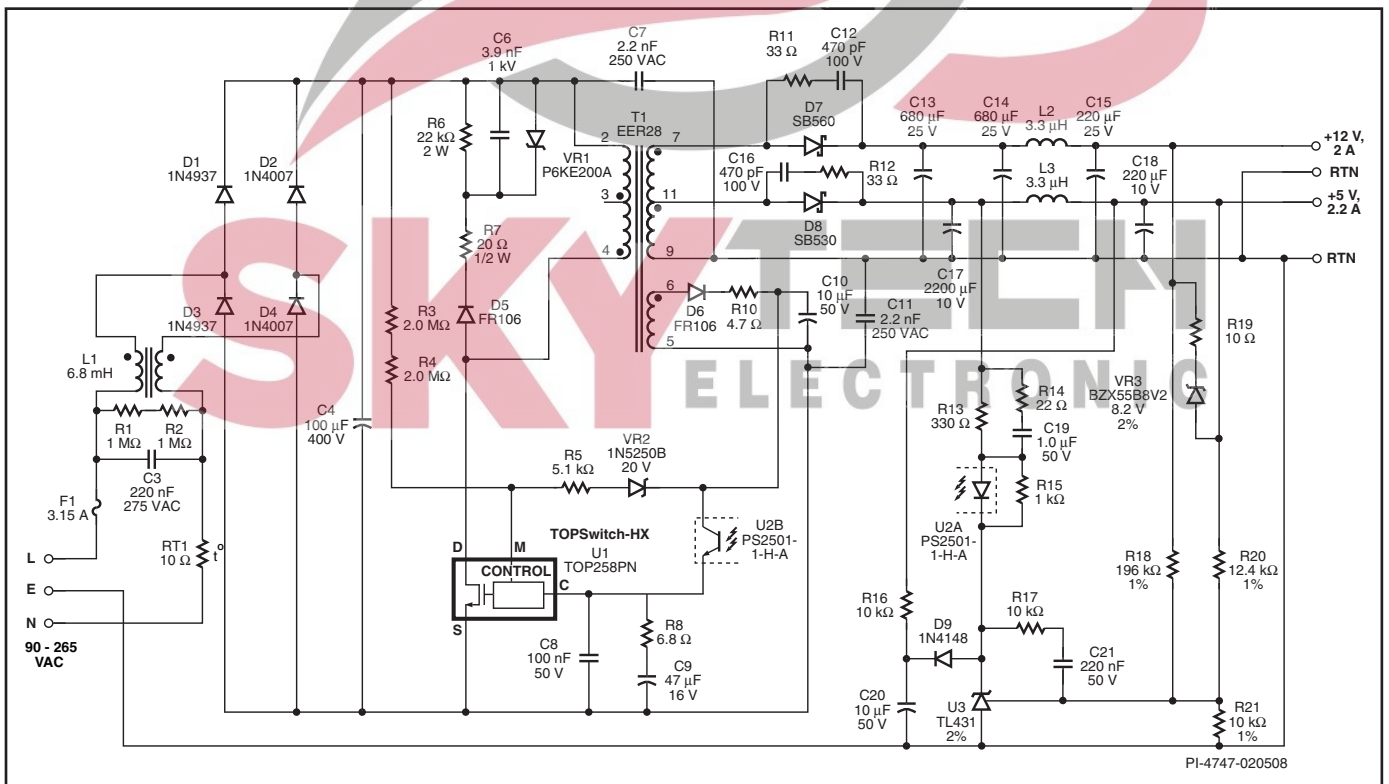 C6
3.9 nF
1 kV
C7
2.2 nF
250 VAC
R11
33 Ω
C12
470 pF
100 V
R6
22 kΩ
2 W
VR1
P6KE200A
T1
EER28
2
3
4
7
11
9
6
5
D7
SB560
C13
680 µF
25 V
C14
680 µF
25 V
L2
3.3 µH
C15
220 µF
25 V
+12 V,
2 A
RTN
+5 V,
2.2 A
RTN
C16
470 pF
100 V
R12
33 Ω
D8
SB530
L3
3.3 µH
C18
220 µF
10 V
D1
1N4937
D2
1N4007
D3
1N4937
D4
1N4007
R7
20 Ω
1/2 W
D5
FR106
R3
2.0 MΩ
R4
2.0 MΩ
D6
FR106
R10
4.7 Ω
C10
10 µF
50 V
C11
2.2 nF
250 VAC
C17
2200 µF
10 V
SKY TECH
ELECTRONIC
L1
6.8 mH
R1
1 MΩ
R2
1 MΩ
C3
220 nF
275 VAC
C4
100 µF
400 V
F1
3.15 A
RT1
10 Ω
t°
L
E
N
90 - 265
VAC
R5
5.1 kΩ
VR2
1N5250B
20 V
TOPSwitch-HX
U1
TOP258PN
D
M
CONTROL
C
S
U2B
PS2501-
1-H-A
C8
100 nF
50 V
R8
6.8 Ω
C9
47 µF
16 V
R13
330 Ω
R14
22 Ω
C19
1.0 µF
50 V
R15
1 kΩ
U2A
PS2501-
1-H-A
R19
10 Ω
VR3
BZX55B8V2
8.2 V
2%
R16
10 kΩ
D9
1N4148
R17
10 kΩ
C21
220 nF
50 V
R18
196 kΩ
1%
R20
12.4 kΩ
1%
C20
10 µF
50 V
U3
TL431
2%
R21
10 kΩ
1%
PI-4747-020508